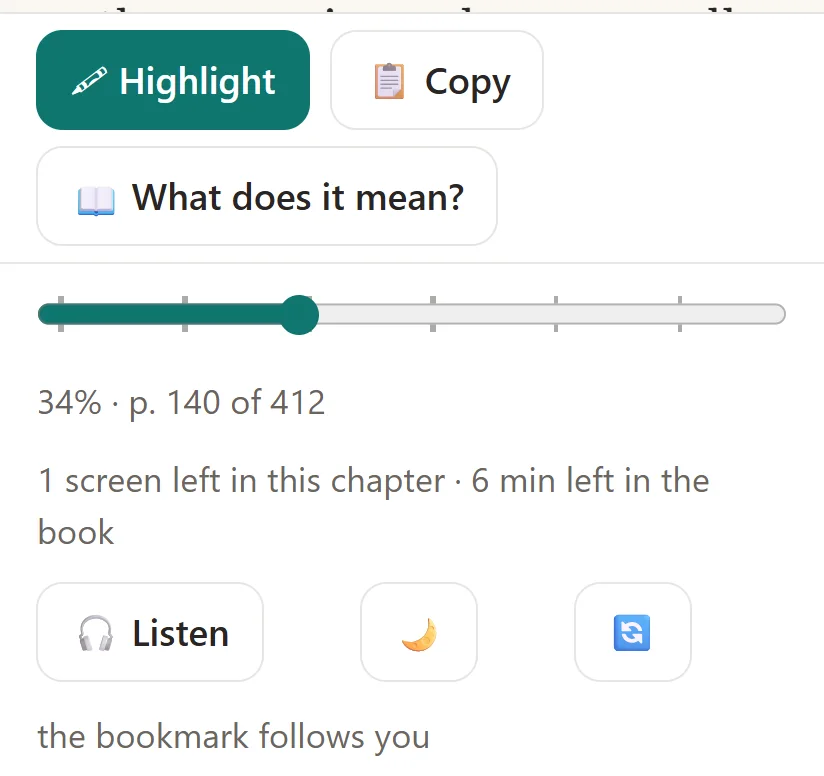 Highlight
Copy
What does it mean?
34% · p. 140 of 412
1 screen left in this chapter · 6 min left in the
book
Listen
the bookmark follows you